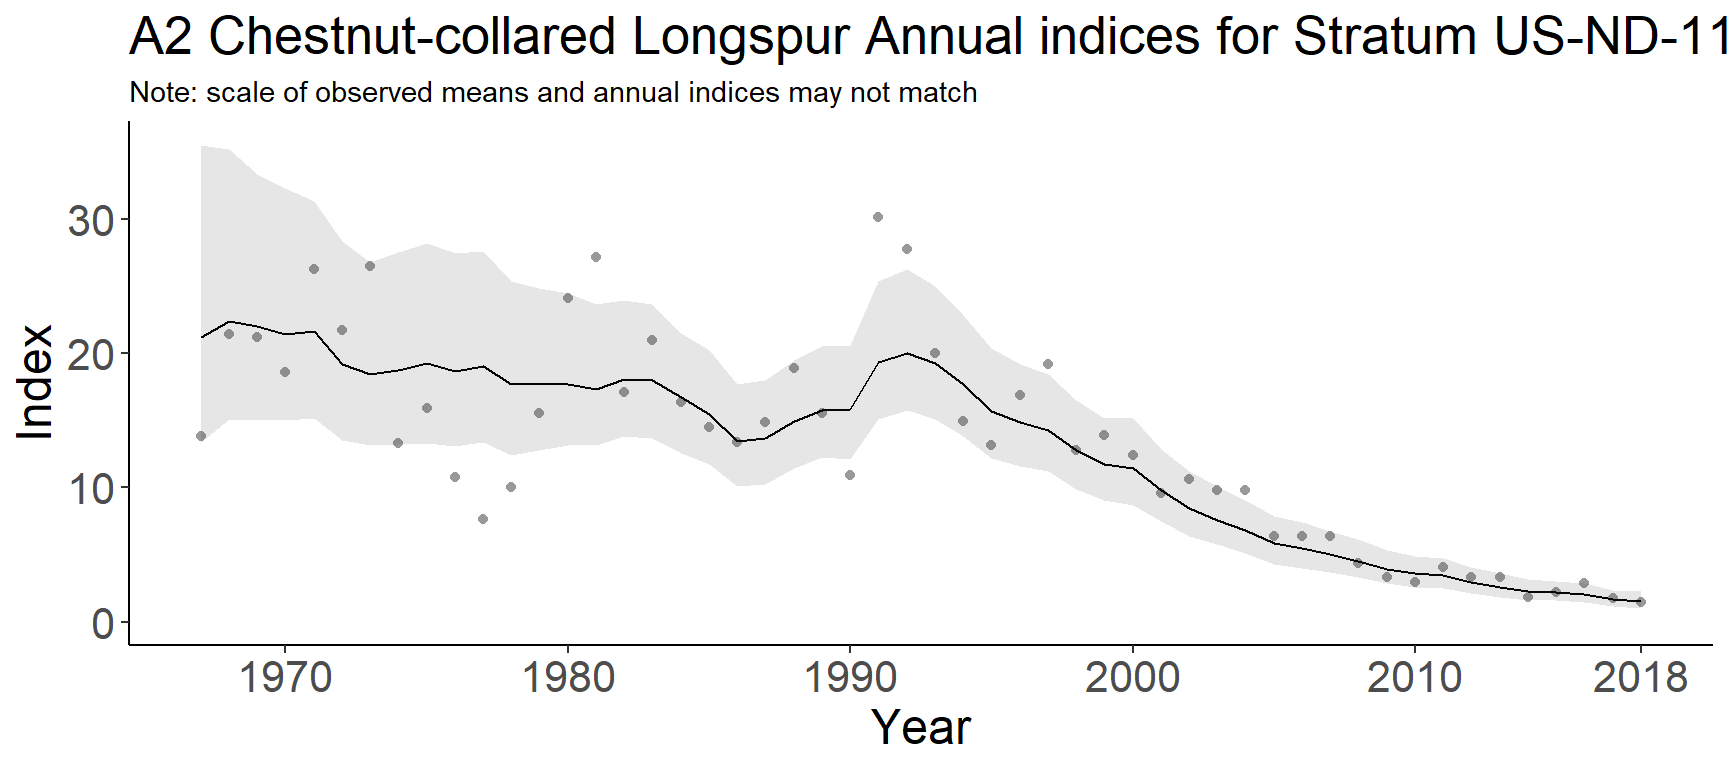 A2 Chestnut-collared Longspur Annual indices for Stratum US-ND-11
Note: scale of observed means and annual indices may not match
30
20
10
0
Index
1970 1980 1990 2000 2010 2018
Year